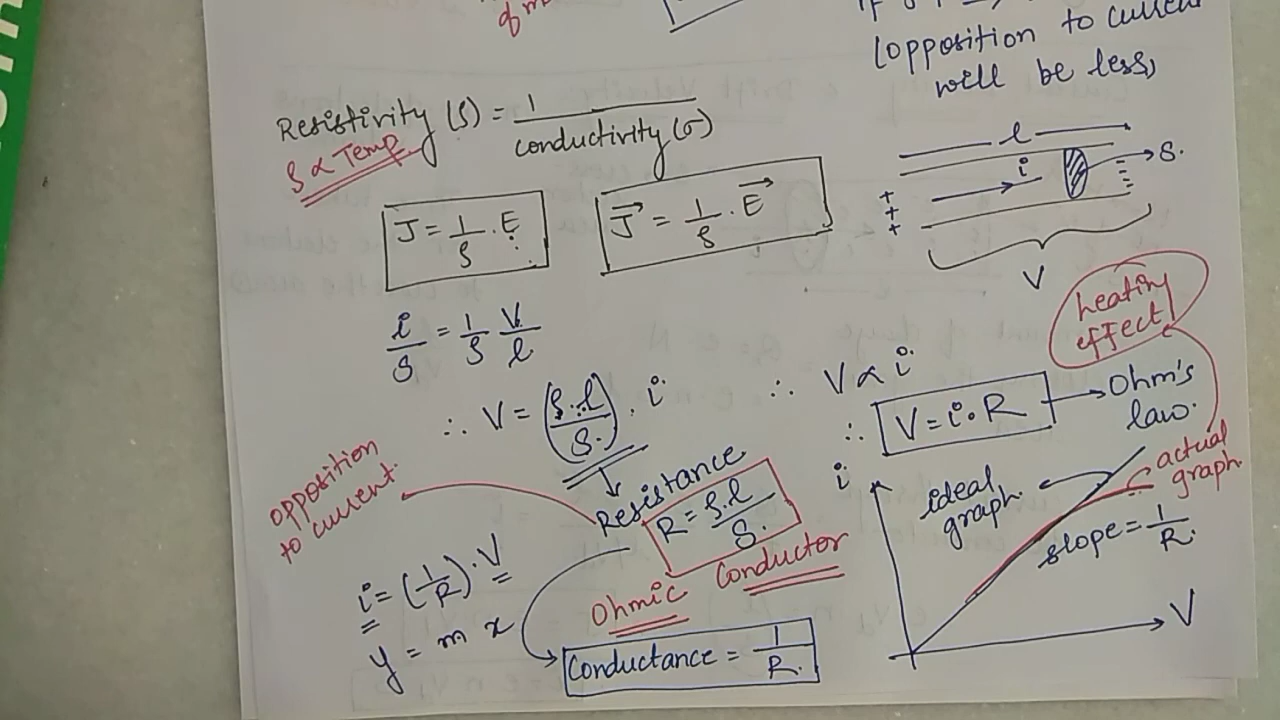 of m
(opposition to current
will be less,
Resistivity (ρ) = 1 / conductivity (σ)
ρ ∝ Temp
l
i
S.
+
+
+
V
J = 1/ρ . E
J⃗ = 1/ρ . E⃗
i/S = 1/ρ V/l
heating
effect
∴ V = (ρ.l/S.) . i
∴ V ∝ i
∴ V = i . R
Ohm's
law.
opposition
to current.
Resistance
R = ρ.l/S.
Ohmic Conductor
i = (1/R) . V
y = m x
Conductance = 1/R.
i
ideal
graph.
actual
graph.
slope = 1/R.
V